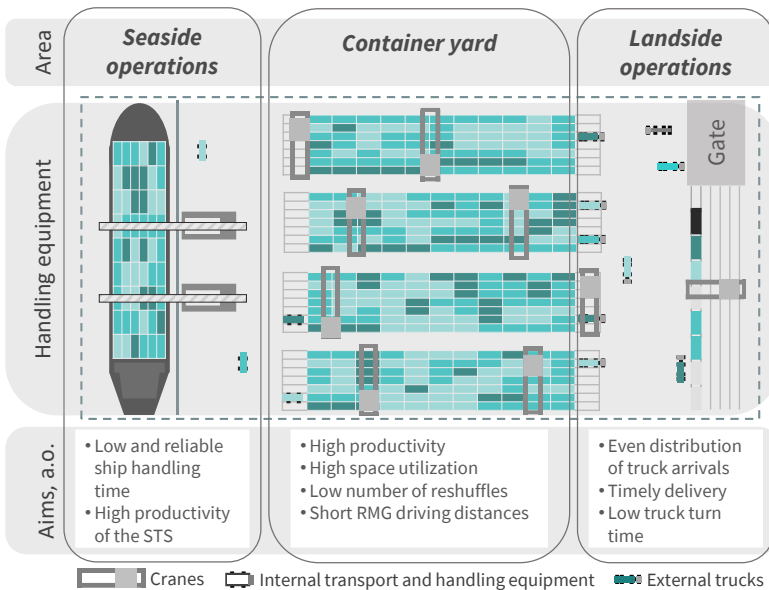 Area
Seaside
operations
Container yard
Landside
operations
Handling equipment
Gate
Aims, a.o.
• Low and reliable
ship handling
time
• High productivity
of the STS
• High productivity
• High space utilization
• Low number of reshuffles
• Short RMG driving distances
• Even distribution
of truck arrivals
• Timely delivery
• Low truck turn
time
Cranes
Internal transport and handling equipment
External trucks